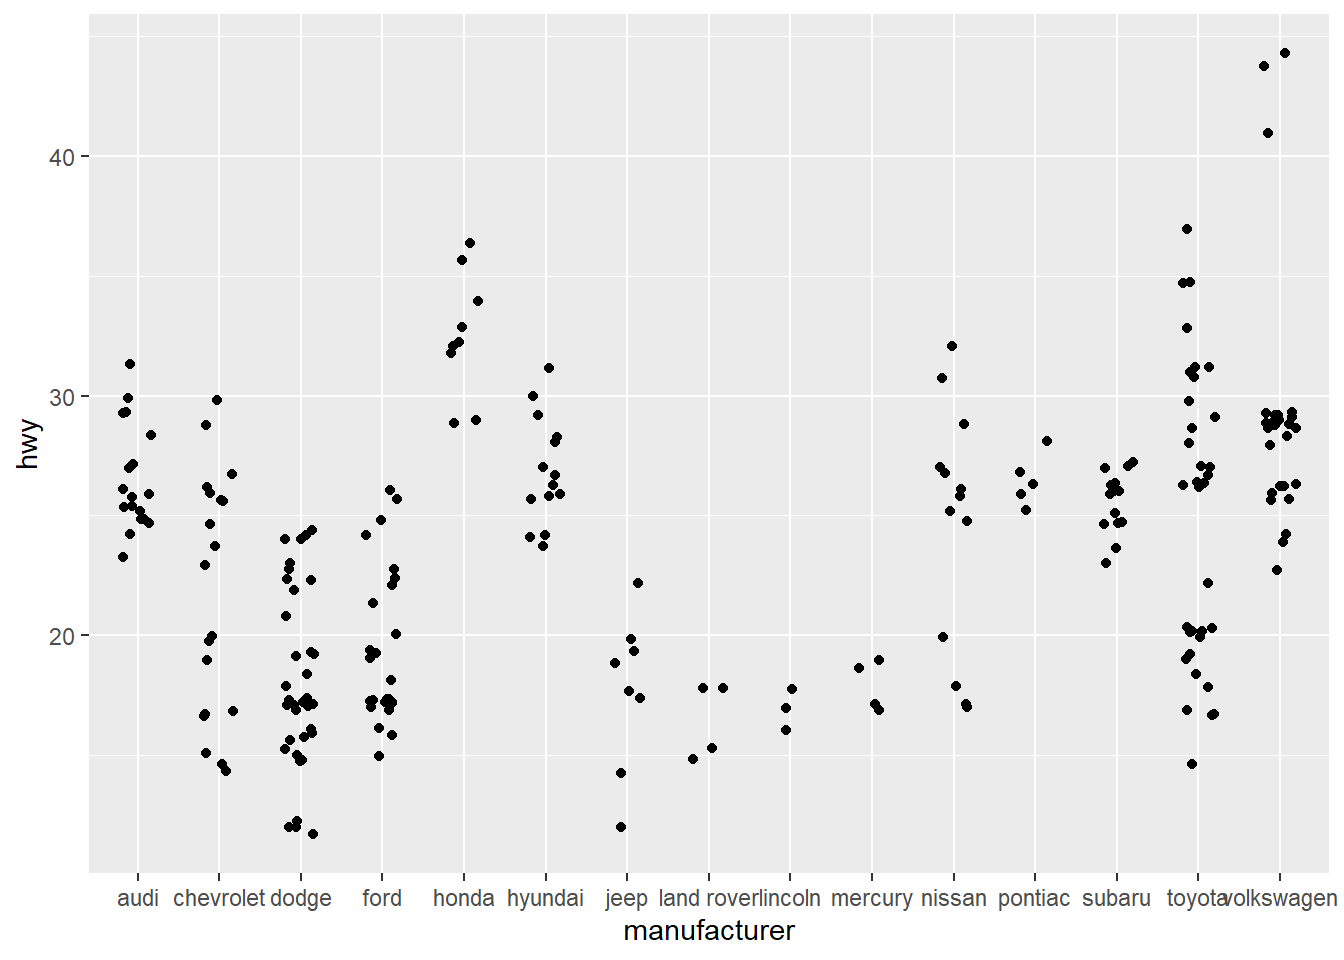 hwy
40
30
20
audi chevrolet dodge ford honda hyundai jeep land rover lincoln mercury nissan pontiac subaru toyota volkswagen
manufacturer